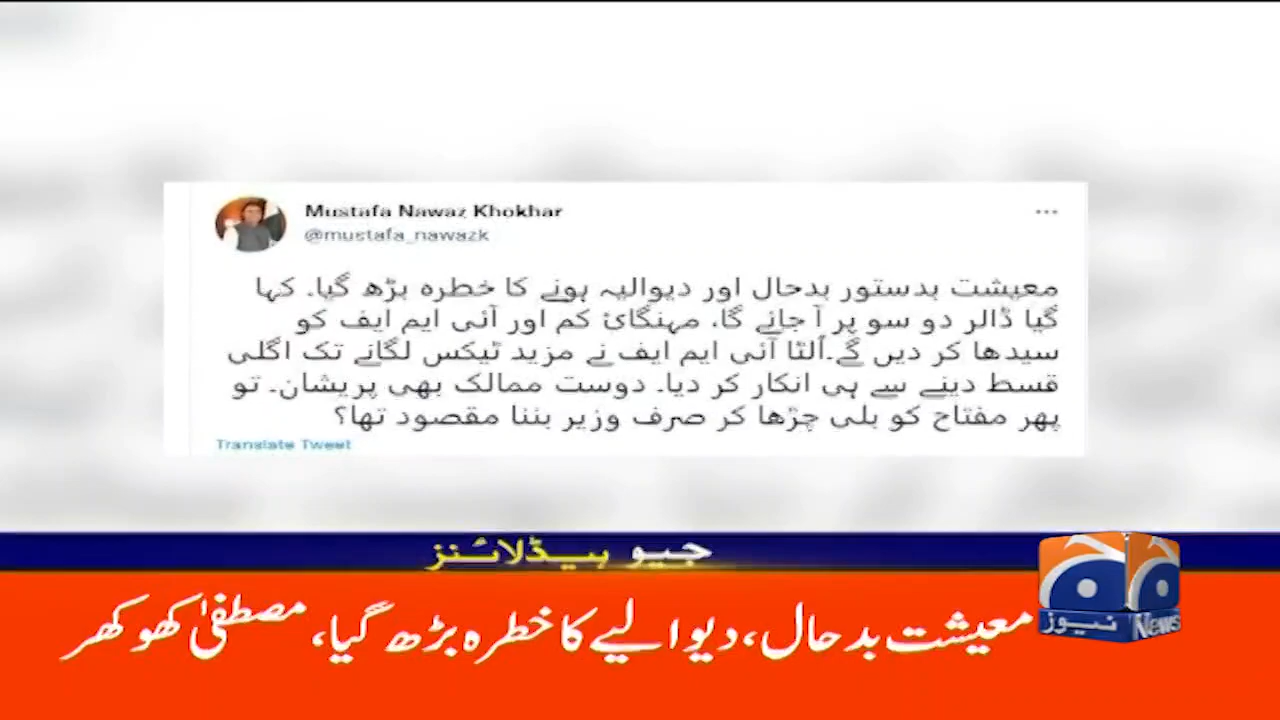 Mustafa Nawaz Khokhar
@mustafa_nawazk
معیشت بدستور بدحال اور دیوالیہ ہونے کا خطرہ بڑھ گیا۔ کہا
گیا ڈالر دو سو پر آ جائے گا، مہنگائ کم اور آئی ایم ایف کو
سیدھا کر دیں گے۔اُلٹا آئی ایم ایف نے مزید ٹیکس لگانے تک اگلی
قسط دینے سے ہی انکار کر دیا۔ دوست ممالک بھی پریشان۔ تو
پھر مفتاح کو بلی چڑھا کر صرف وزیر بننا مقصود تھا؟
Translate Tweet
جیو ہیڈلائنز
معیشت بدحال، دیوالیے کا خطرہ بڑھ گیا، مصطفیٰ کھوکھر
نیوز News